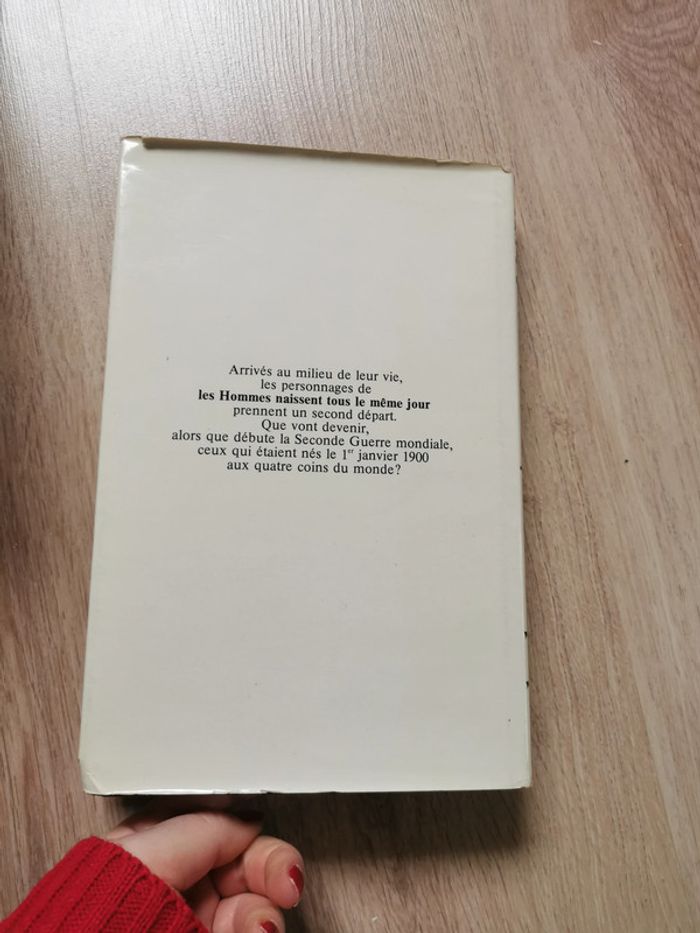 Arrivés au milieu de leur vie,
les personnages de
les Hommes naissent tous le même jour
prennent un second départ.
Que vont devenir,
alors que débute la Seconde Guerre mondiale,
ceux qui étaient nés le 1er janvier 1900
aux quatre coins du monde?